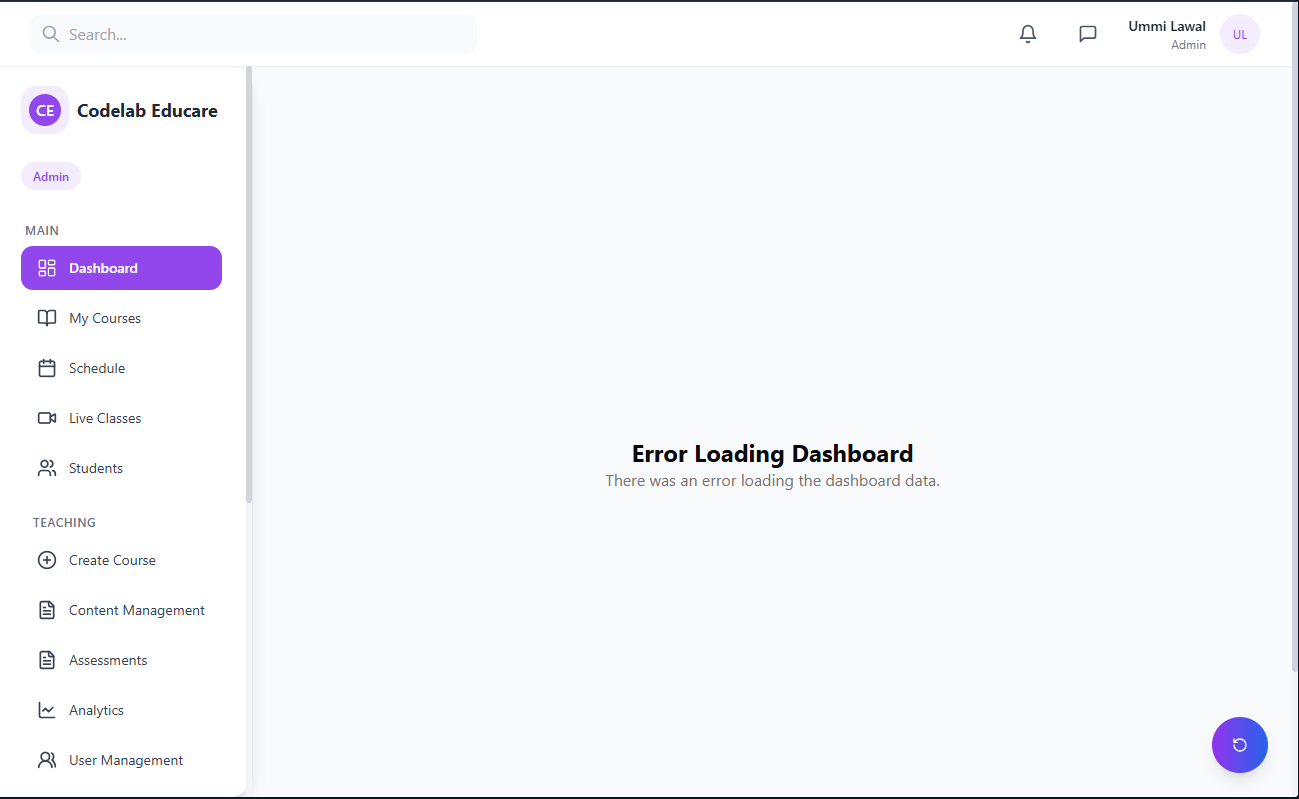 Search...
Ummi Lawal
Admin
UL
CE
Codelab Educare
Admin
MAIN
Dashboard
My Courses
Schedule
Live Classes
Students
TEACHING
Create Course
Content Management
Assessments
Analytics
User Management
Error Loading Dashboard
There was an error loading the dashboard data.